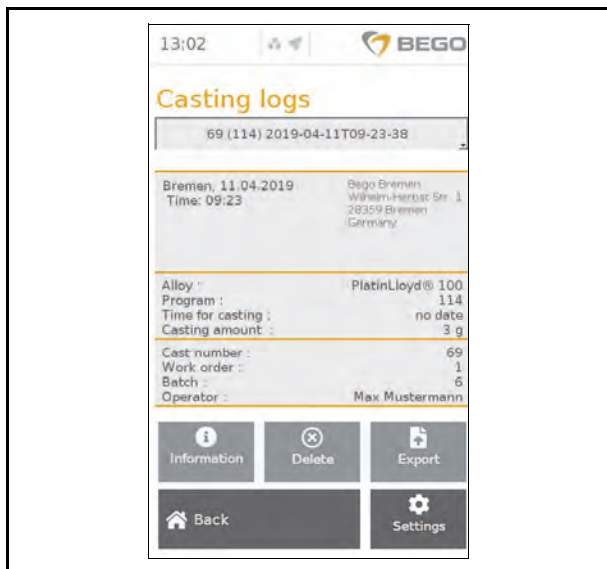 13:02
BEGO
Casting logs
69 (114) 2019-04-11T09-23-38
Bremen, 11.04.2019
Time: 09:23
Bego Bremen
Wilhelm-Herbst Str. 1
28359 Bremen
Germany
Alloy : PlatinLloyd® 100
Program : 114
Time for casting : no date
Casting amount : 3 g
Cast number : 69
Work order : 1
Batch : 6
Operator : Max Mustermann
Information
Delete
Export
Back
Settings